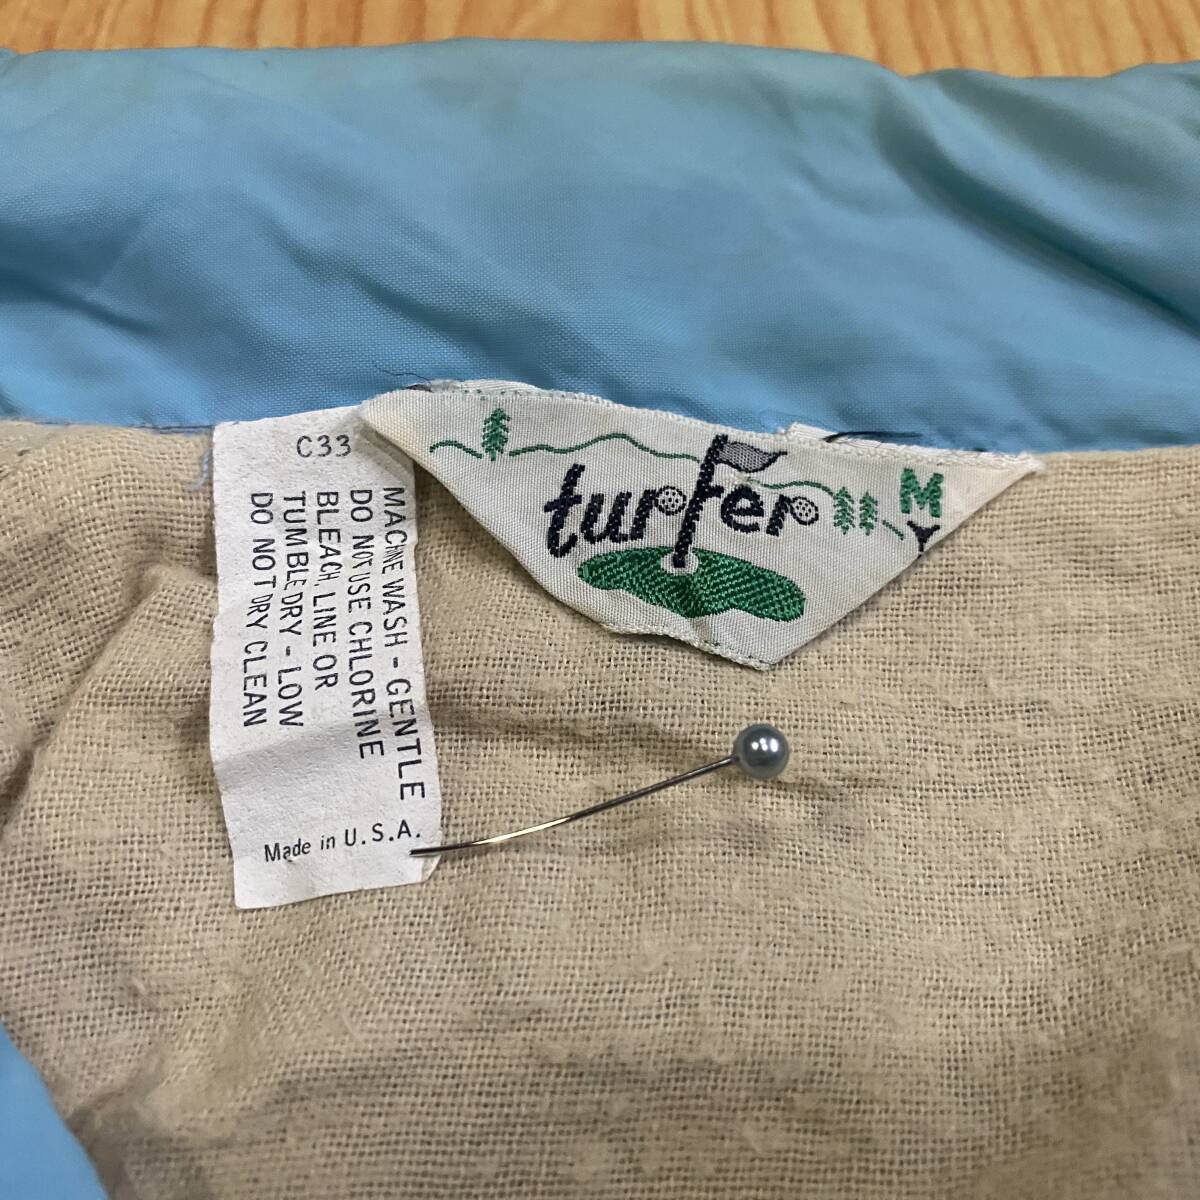 C33
MACHINE WASH - GENTLE
DO NOT USE CHLORINE
BLEACH, LINE OR
TUMBLE DRY - LOW
DO NOT DRY CLEAN
Made in U.S.A.
turfer
M